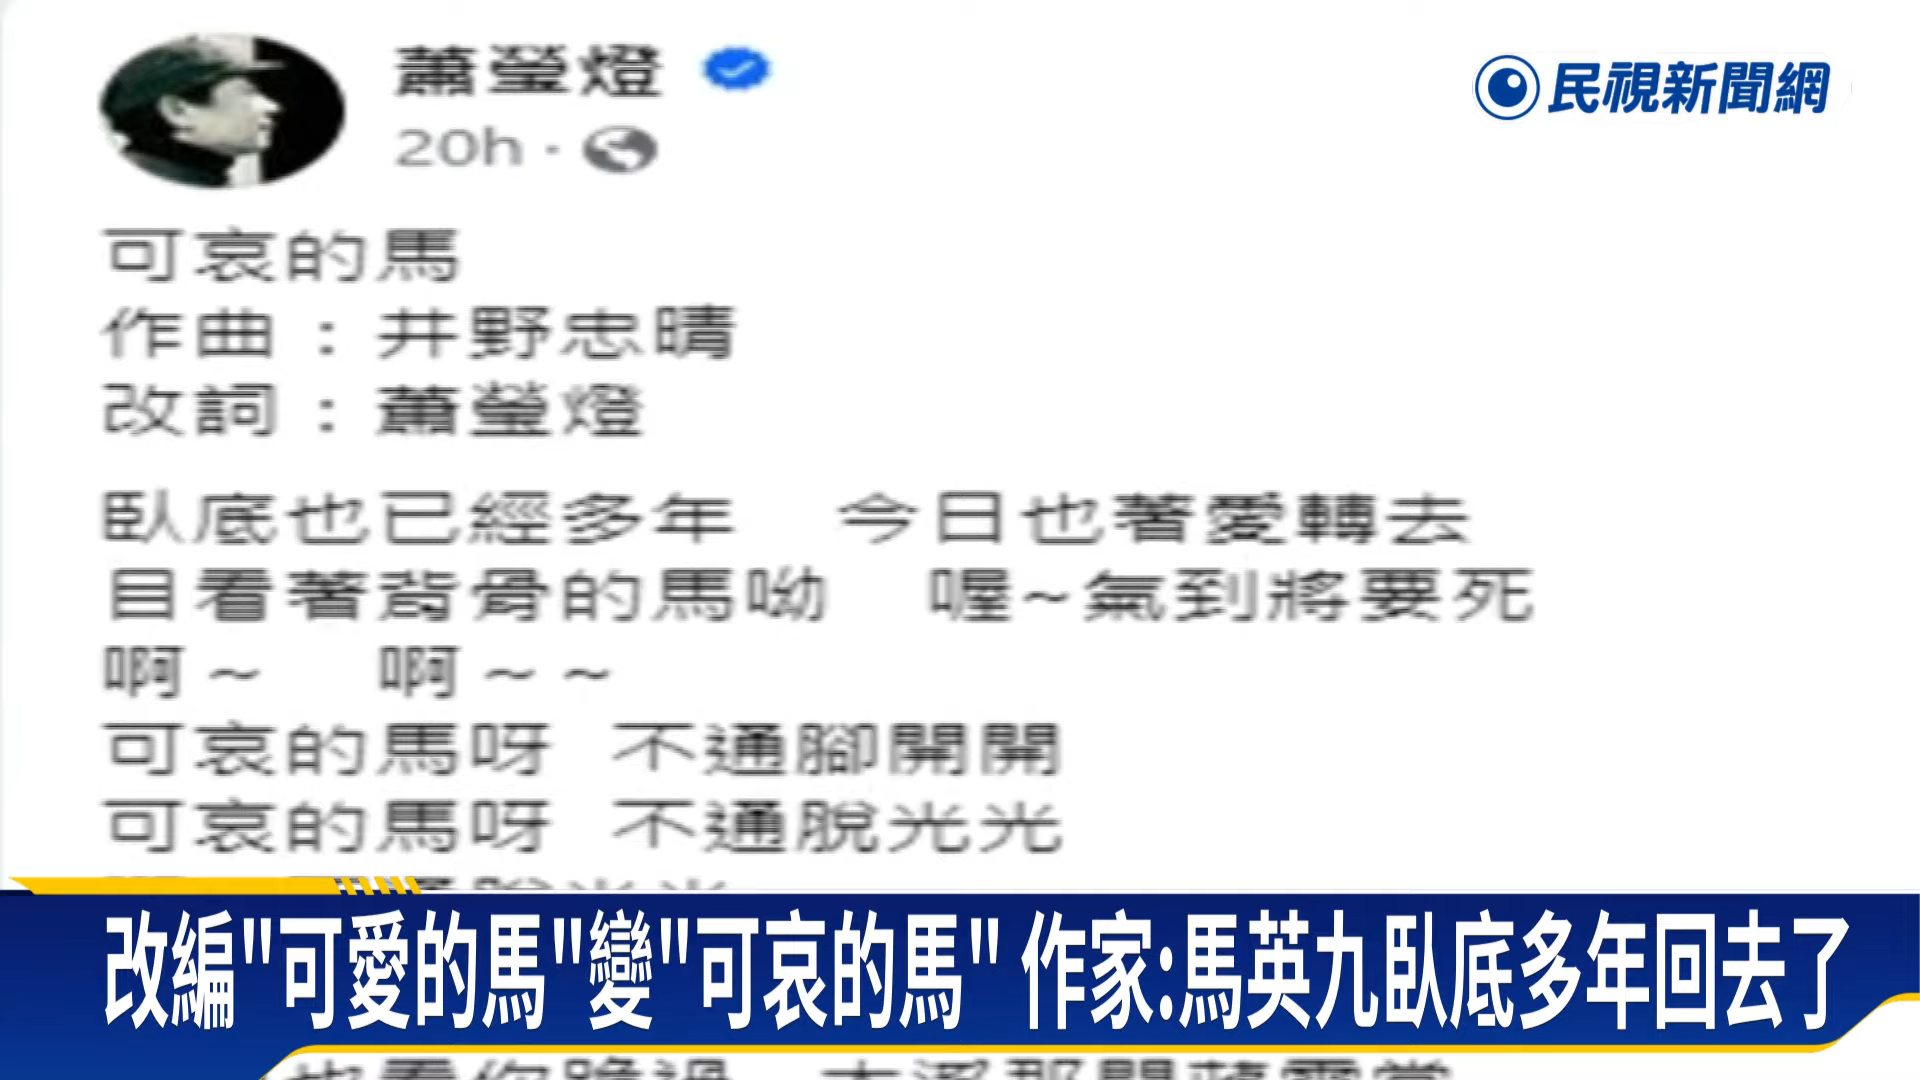 蕭瑩燈
民視新聞網
20h
可哀的馬
作曲：井野忠晴
改詞：蕭瑩燈
臥底也已經多年 今日也著愛轉去
目看著背骨的馬呦 喔~氣到將要死
啊~ 啊~~
可哀的馬呀 不通腳開開
可哀的馬呀 不通脫光光
改編"可愛的馬"變"可哀的馬" 作家:馬英九臥底多年回去了